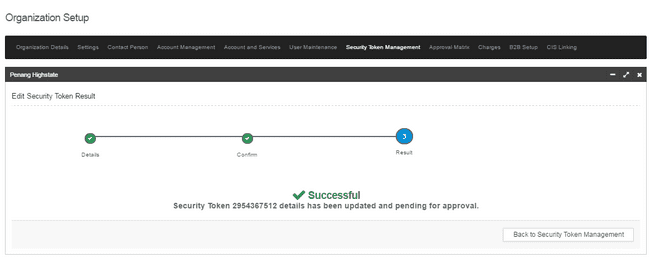 Organization Setup
Organization Details Settings Contact Person Account Management Account and Services User Maintenance Security Token Management Approval Matrix Charges B2B Setup CIS Linking
Penang Highstate
Edit Security Token Result
3
Details Confirm Result
Successful
Security Token 2954367512 details has been updated and pending for approval.
Back to Security Token Management